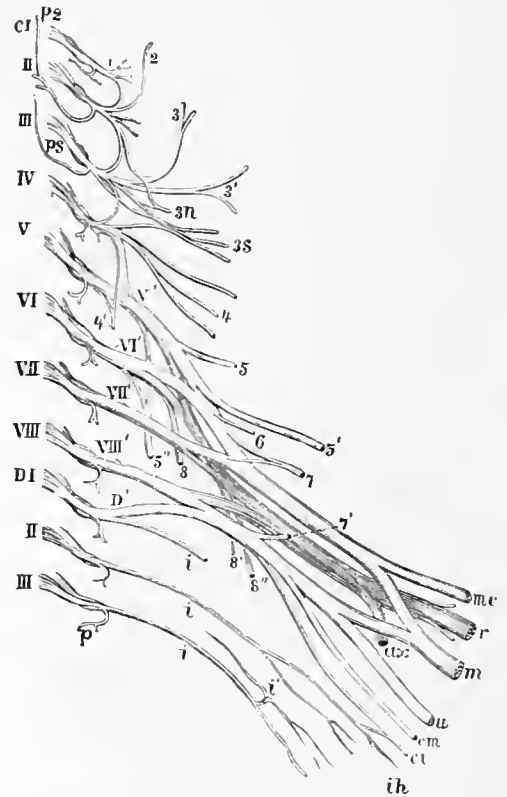 P2
CI
II
2
III
3
PS
IV
3'
3n
V
3s
V'
4
4'
VI
VI'
5
VII
VII'
6
5'
VIII
VIII'
5"
8
7
DI
D'
7'
II
i
8'
8"
III
i
mc
r
p'
i
ax
m
i'
u
cm
ci
ih